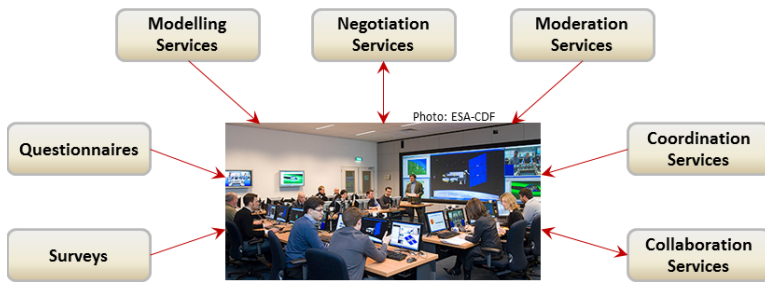 Modelling
Services
Negotiation
Services
Moderation
Services
Photo: ESA-CDF
Questionnaires
Coordination
Services
Surveys
Collaboration
Services